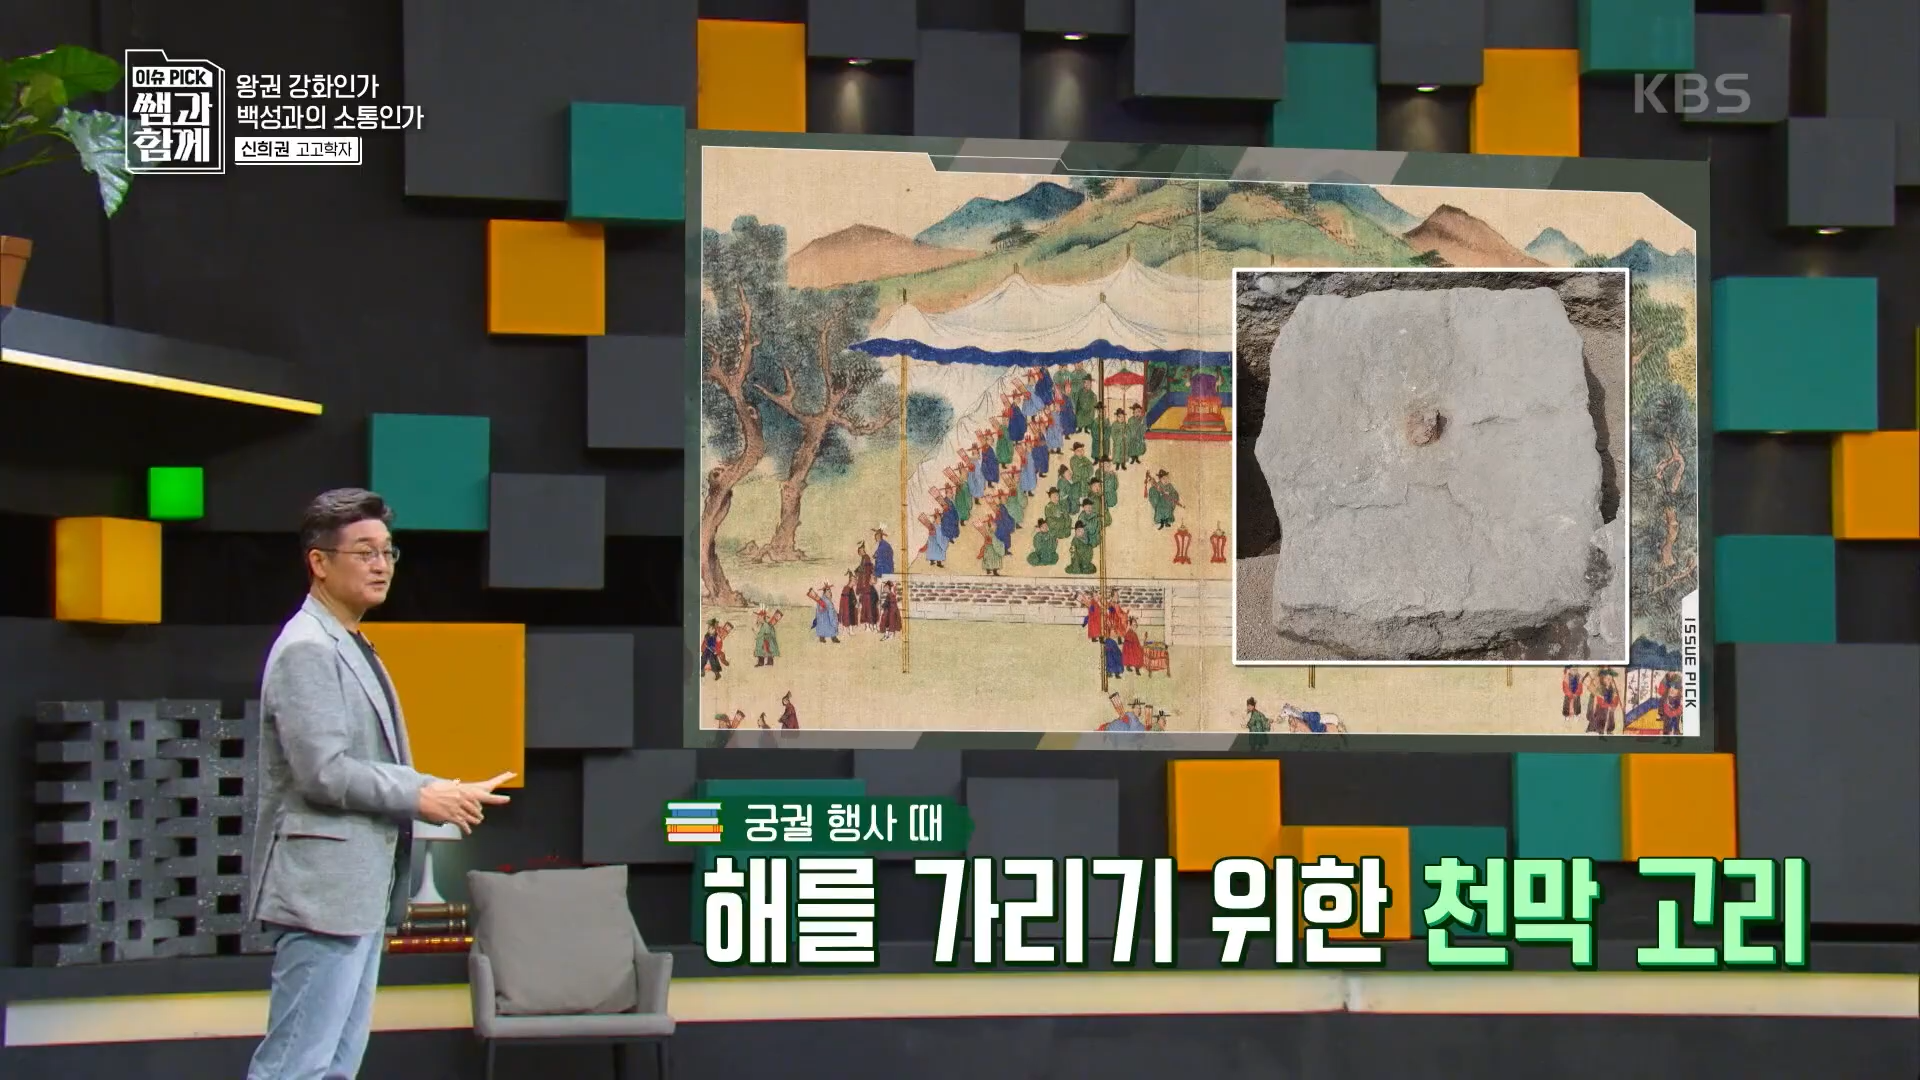 이슈 PICK
쌤과
함께
왕권 강화인가
백성과의 소통인가
신희권 고고학자
KBS
ISSUE PICK
궁궐 행사 때
해를 가리기 위한 천막 고리